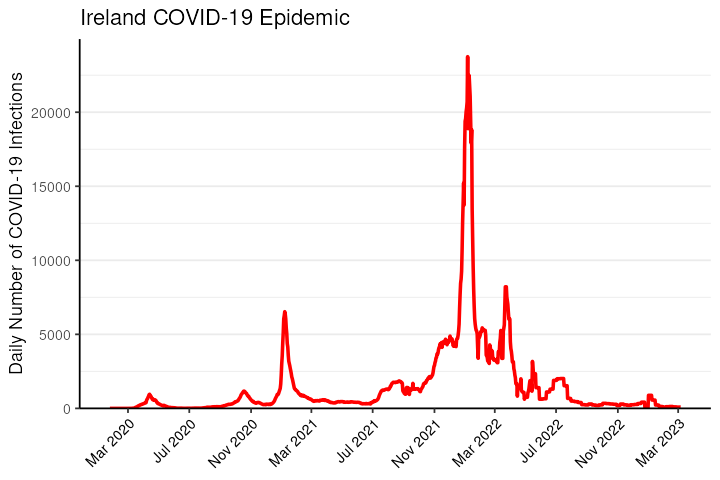 Ireland COVID-19 Epidemic
Daily Number of COVID-19 Infections
20000
15000
10000
5000
0
Mar 2020
Jul 2020
Nov 2020
Mar 2021
Jul 2021
Nov 2021
Mar 2022
Jul 2022
Nov 2022
Mar 2023